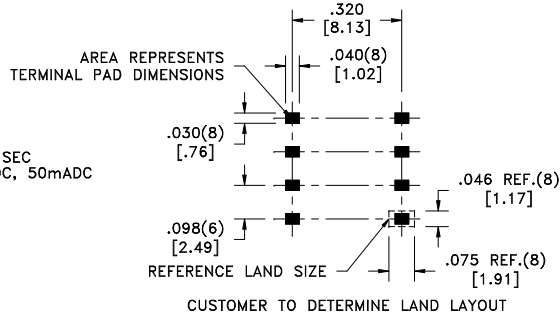 .320
[8.13]
AREA REPRESENTS
TERMINAL PAD DIMENSIONS
.040(8)
[1.02]
.030(8)
[.76]
SEC
C, 50mADC
.046 REF.(8)
[1.17]
.098(6)
[2.49]
REFERENCE LAND SIZE
.075 REF.(8)
[1.91]
CUSTOMER TO DETERMINE LAND LAYOUT